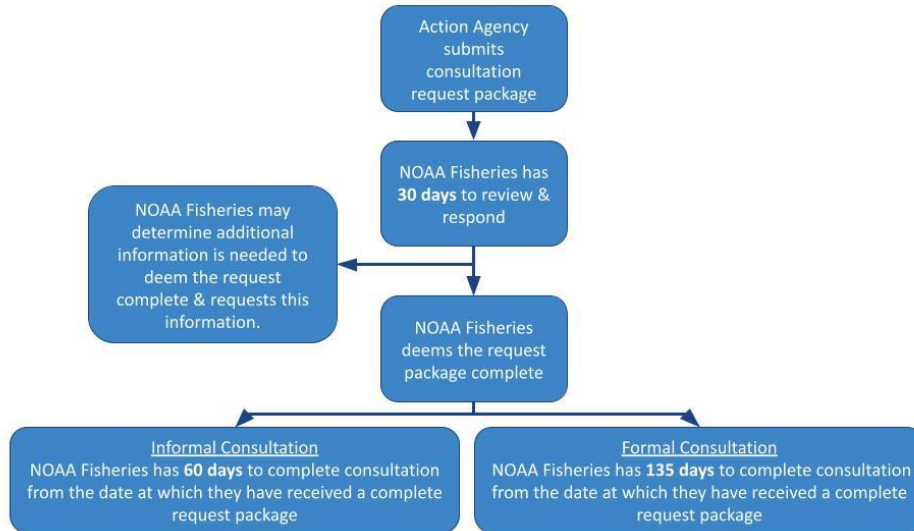 Action Agency
submits
consultation
request package
NOAA Fisheries has
30 days to review &
respond
NOAA Fisheries may
determine additional
information is needed to
deem the request
complete & requests this
information.
NOAA Fisheries
deems the request
package complete
Informal Consultation
NOAA Fisheries has 60 days to complete consultation
from the date at which they have received a complete
request package
Formal Consultation
NOAA Fisheries has 135 days to complete consultation
from the date at which they have received a complete
request package